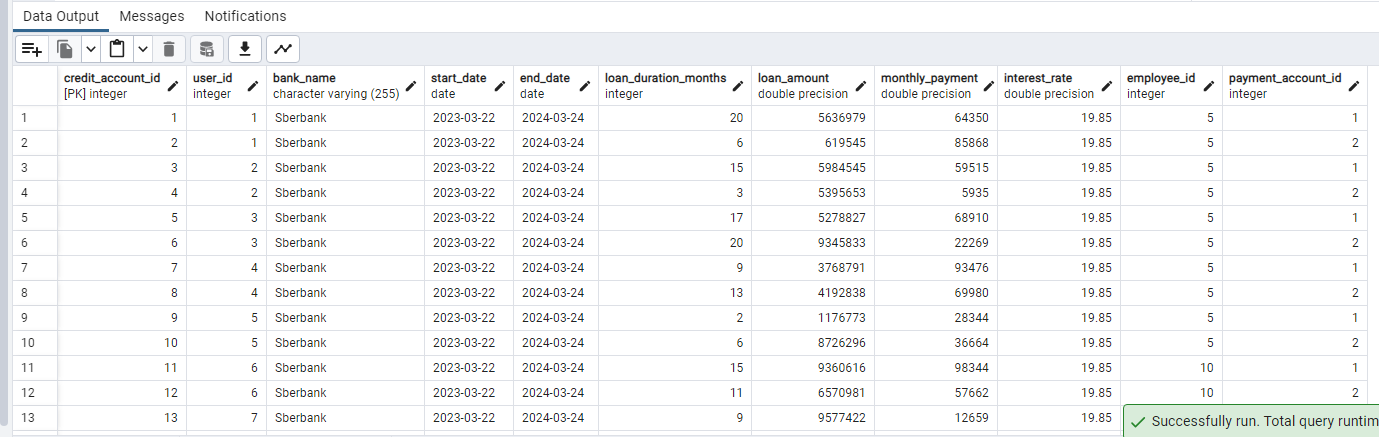 Data Output Messages Notifications
credit_account_id user_id bank_name start_date end_date loan_duration_months loan_amount monthly_payment interest_rate employee_id payment_account_id
[PK] integer integer character varying (255) date date integer double precision double precision double precision integer integer
1 1 1 Sberbank 2023-03-22 2024-03-24 20 5636979 64350 19.85 5 1
2 2 1 Sberbank 2023-03-22 2024-03-24 6 619545 85868 19.85 5 2
3 3 2 Sberbank 2023-03-22 2024-03-24 15 5984545 59515 19.85 5 1
4 4 2 Sberbank 2023-03-22 2024-03-24 3 5395653 5935 19.85 5 2
5 5 3 Sberbank 2023-03-22 2024-03-24 17 5278827 68910 19.85 5 1
6 6 3 Sberbank 2023-03-22 2024-03-24 20 9345833 22269 19.85 5 2
7 7 4 Sberbank 2023-03-22 2024-03-24 9 3768791 93476 19.85 5 1
8 8 4 Sberbank 2023-03-22 2024-03-24 13 4192838 69980 19.85 5 2
9 9 5 Sberbank 2023-03-22 2024-03-24 2 1176773 28344 19.85 5 1
10 10 5 Sberbank 2023-03-22 2024-03-24 6 8726296 36664 19.85 5 2
11 11 6 Sberbank 2023-03-22 2024-03-24 15 9360616 98344 19.85 10 1
12 12 6 Sberbank 2023-03-22 2024-03-24 11 6570981 57662 19.85 10 2
13 13 7 Sberbank 2023-03-22 2024-03-24 9 9577422 12659 19.85
Successfully run. Total query runtim